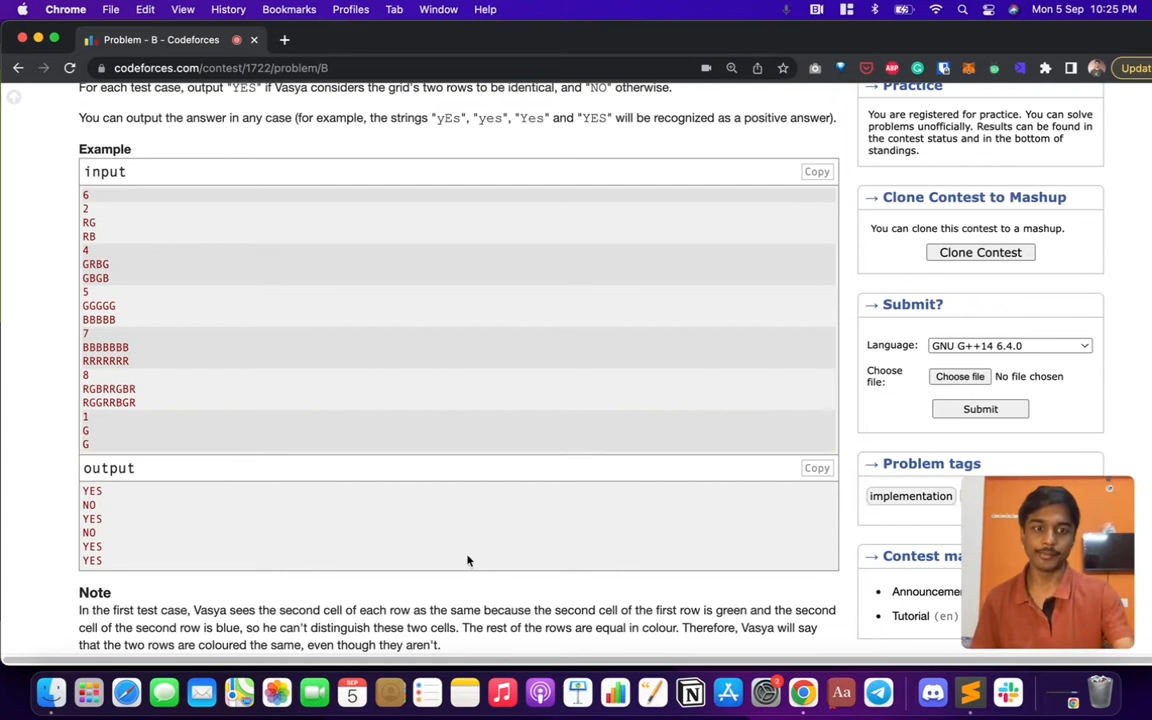 Chrome File Edit View History Bookmarks Profiles Tab Window Help Mon 5 Sep 10:25 PM
Problem - B - Codeforces
codeforces.com/contest/1722/problem/B
ABP
Updat
For each test case, output "YES" if Vasya considers the grid's two rows to be identical, and "NO" otherwise.
You can output the answer in any case (for example, the strings "yEs", "yes", "Yes" and "YES" will be recognized as a positive answer).
Example
input Copy
6
2
RG
RB
4
GRBG
GBGB
5
GGGGG
BBBBB
7
BBBBBBB
RRRRRRR
8
RGBRRGBR
RGGRRBGR
1
G
G
output Copy
YES
NO
YES
NO
YES
YES
Note
In the first test case, Vasya sees the second cell of each row as the same because the second cell of the first row is green and the second
cell of the second row is blue, so he can't distinguish these two cells. The rest of the rows are equal in colour. Therefore, Vasya will say
that the two rows are coloured the same, even though they aren't.
Practice
You are registered for practice. You can solve
problems unofficially. Results can be found in
the contest status and in the bottom of
standings.
→ Clone Contest to Mashup
You can clone this contest to a mashup.
Clone Contest
→ Submit?
Language: GNU G++14 6.4.0
Choose
file: Choose file No file chosen
Submit
→ Problem tags
implementation
→ Contest ma
Announceme
Tutorial (en)
SEP
5
Aa
2